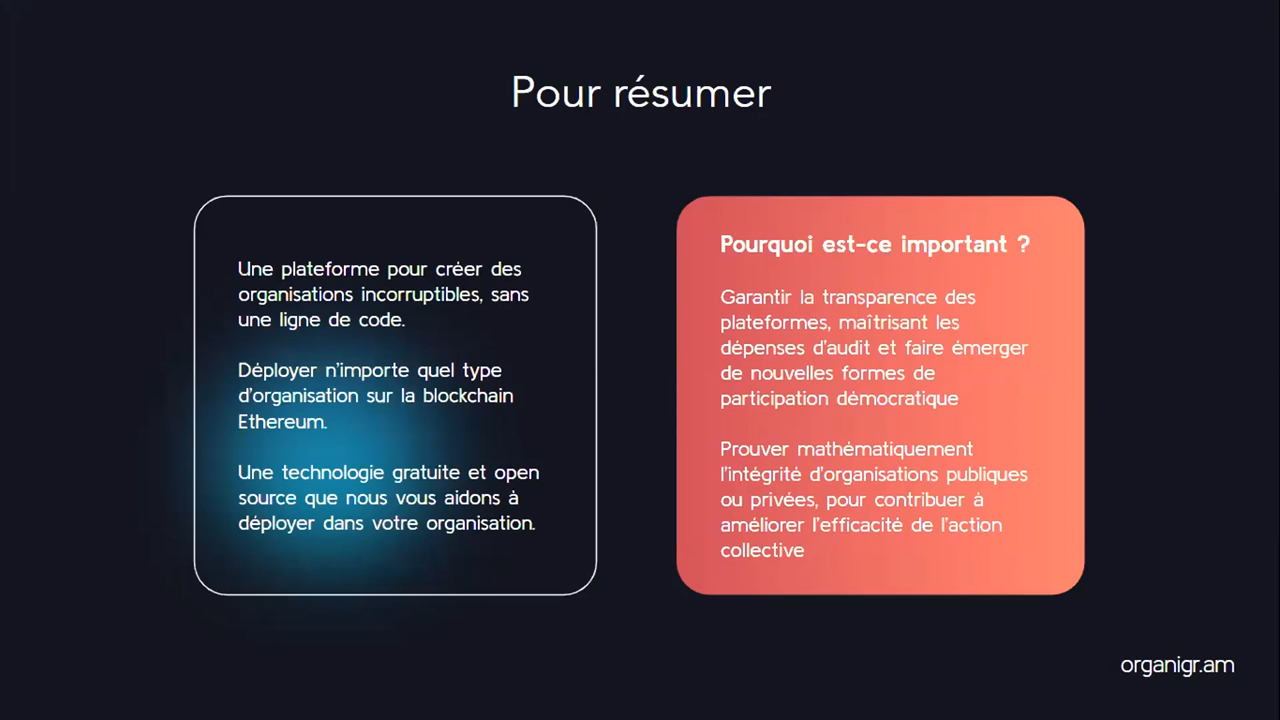 Pour résumer
Une plateforme pour créer des
organisations incorruptibles, sans
une ligne de code.
Déployer n'importe quel type
d'organisation sur la blockchain
Ethereum.
Une technologie gratuite et open
source que nous vous aidons à
déployer dans votre organisation.
Pourquoi est-ce important ?
Garantir la transparence des
plateformes, maîtrisant les
dépenses d'audit et faire émerger
de nouvelles formes de
participation démocratique
Prouver mathématiquement
l'intégrité d'organisations publiques
ou privées, pour contribuer à
améliorer l'efficacité de l'action
collective
organigr.am